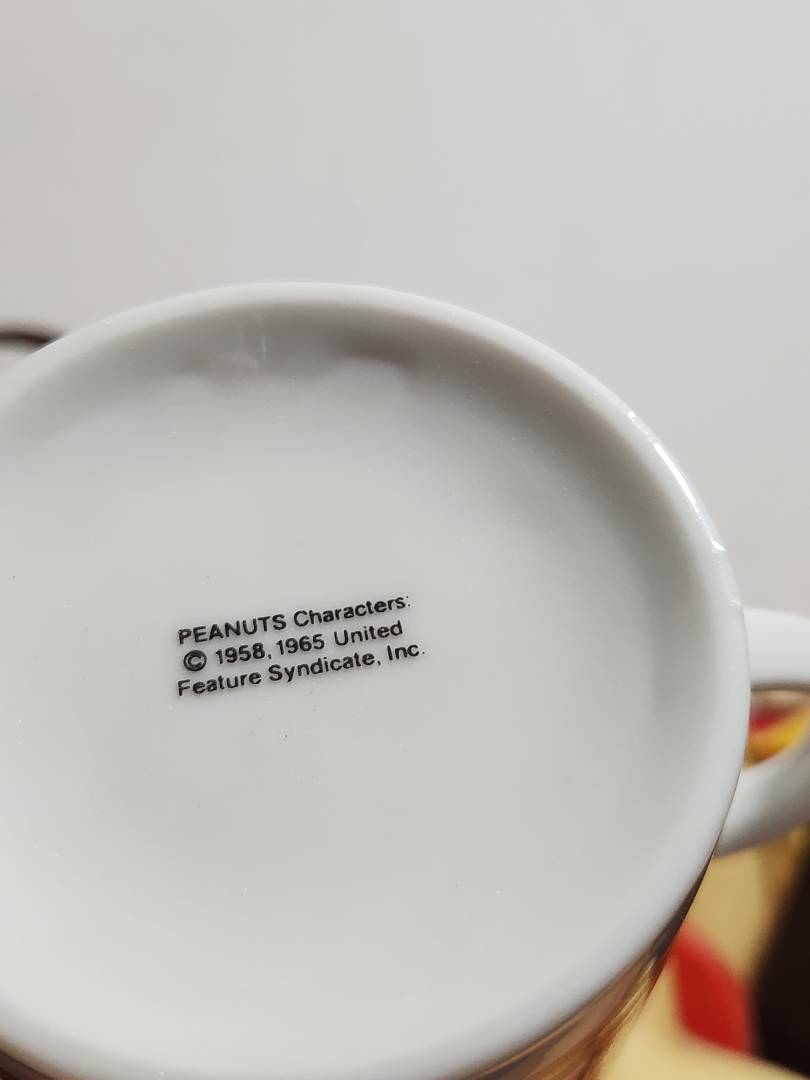 PEANUTS Characters:
© 1958, 1965 United
Feature Syndicate, Inc.